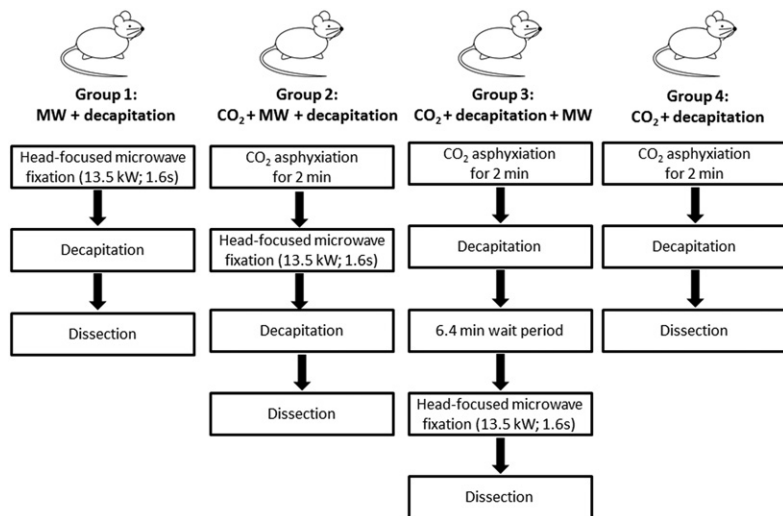 Group 1:
MW + decapitation
Head-focused microwave
fixation (13.5 kW; 1.6s)
Decapitation
Dissection
Group 2:
CO₂ + MW + decapitation
CO₂ asphyxiation
for 2 min
Head-focused microwave
fixation (13.5 kW; 1.6s)
Decapitation
Dissection
Group 3:
CO₂ + decapitation + MW
CO₂ asphyxiation
for 2 min
Decapitation
6.4 min wait period
Head-focused microwave
fixation (13.5 kW; 1.6s)
Dissection
Group 4:
CO₂ + decapitation
CO₂ asphyxiation
for 2 min
Decapitation
Dissection